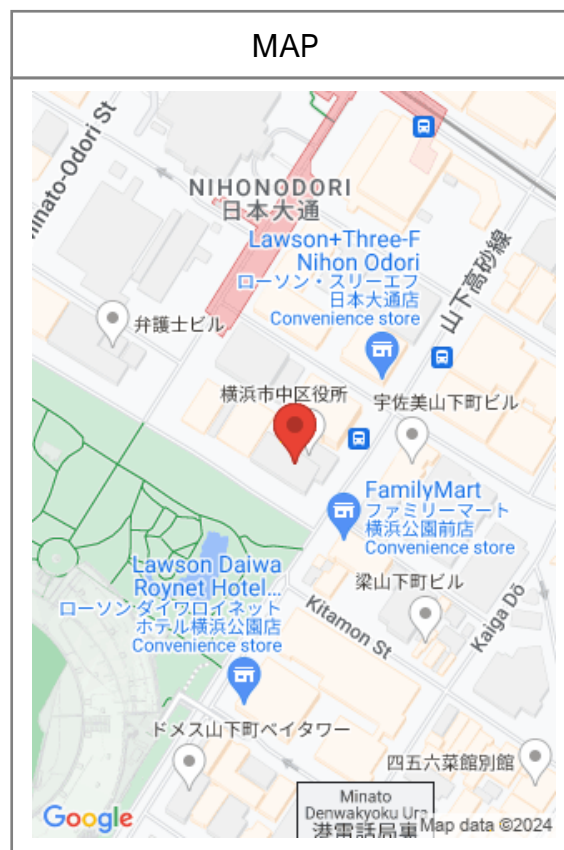 MAP
Minato-Odori St
NIHONODORI
日本大通
Lawson+Three-F
Nihon Odori
ローソン・スリーエフ
日本大通店
Convenience store
山下高砂線
弁護士ビル
横浜市中区役所
宇佐美山下町ビル
FamilyMart
ファミリーマート
横浜公園前店
Convenience store
Lawson Daiwa
Roynet Hotel...
ローソン ダイワロイネット
ホテル横浜公園店
Convenience store
梁山下町ビル
Kitamon St
Kaiga Dō
ドメス山下町ベイタワー
四五六菜館別館
Minato
Denwakyoku Ura
港電話局裏
Google
Map data ©2024